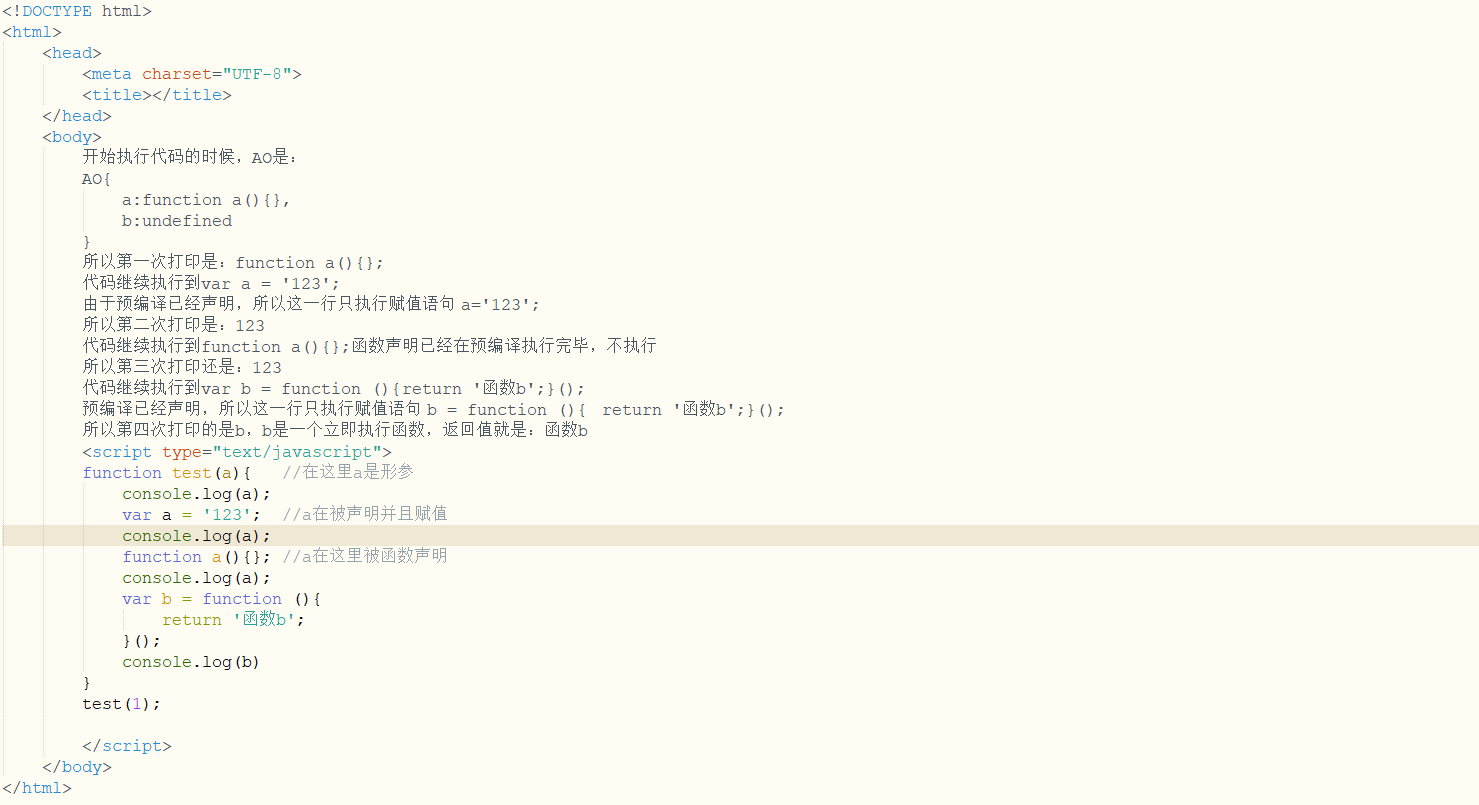 <!DOCTYPE html>
<html>
<head>
<meta charset="UTF-8">
<title></title>
</head>
<body>
开始执行代码的时候，AO是：
AO{
a:function a(){},
b:undefined
}
所以第一次打印是：function a(){};
代码继续执行到var a = '123';
由于预编译已经声明，所以这一行只执行赋值语句 a='123';
所以第二次打印是：123
代码继续执行到function a(){};函数声明已经在预编译执行完毕，不执行
所以第三次打印还是：123
代码继续执行到var b = function (){return '函数b';}();
预编译已经声明，所以这一行只执行赋值语句 b = function (){ return '函数b';}();
所以第四次打印的是b，b是一个立即执行函数，返回值就是：函数b
<script type="text/javascript">
function test(a){ //在这里a是形参
console.log(a);
var a = '123'; //a在被声明并且赋值
console.log(a);
function a(){}; //a在这里被函数声明
console.log(a);
var b = function (){
return '函数b';
}();
console.log(b)
}
test(1);
</script>
</body>
</html>